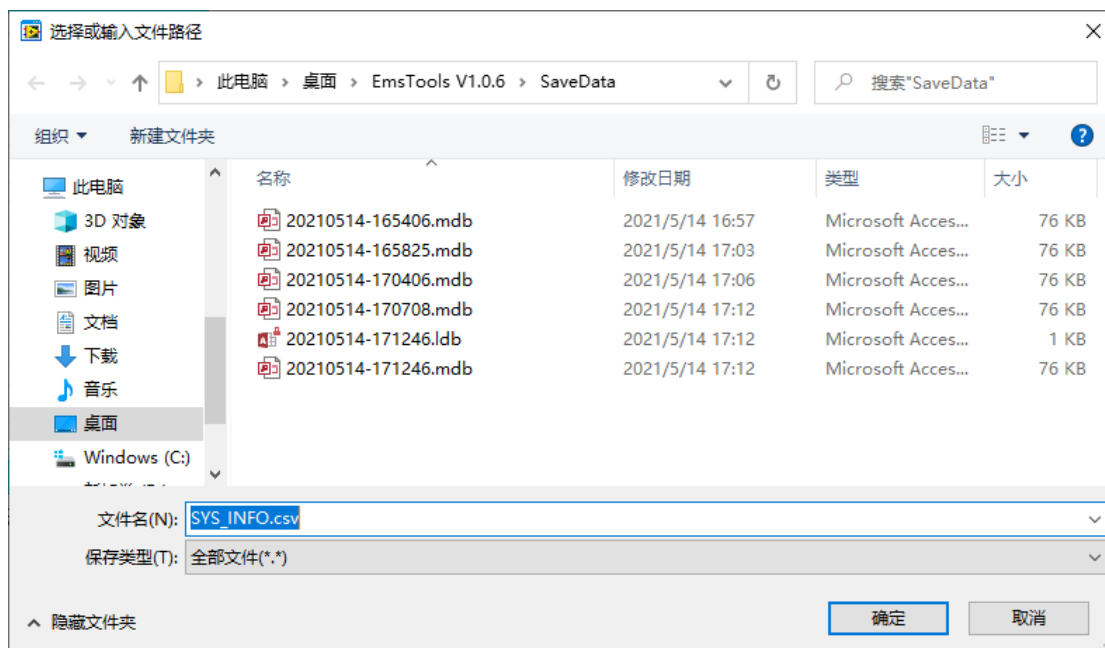 选择或输入文件路径
此电脑 › 桌面 › EmsTools V1.0.6 › SaveData
搜索"SaveData"
组织 新建文件夹
名称 修改日期 类型 大小
此电脑
3D 对象
视频
图片
文档
下载
音乐
桌面
Windows (C:)
20210514-165406.mdb 2021/5/14 16:57 Microsoft Acces... 76 KB
20210514-165825.mdb 2021/5/14 17:03 Microsoft Acces... 76 KB
20210514-170406.mdb 2021/5/14 17:06 Microsoft Acces... 76 KB
20210514-170708.mdb 2021/5/14 17:12 Microsoft Acces... 76 KB
20210514-171246.ldb 2021/5/14 17:12 Microsoft Acces... 1 KB
20210514-171246.mdb 2021/5/14 17:12 Microsoft Acces... 76 KB
文件名(N): SYS_INFO.csv
保存类型(T): 全部文件(*.*)
隐藏文件夹
确定 取消